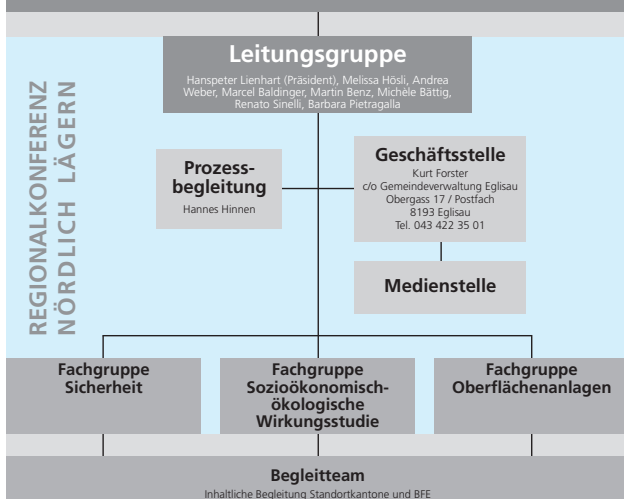 Leitungsgruppe
Hanspeter Lienhart (Präsident), Melissa Hösli, Andrea
Weber, Marcel Baldinger, Martin Benz, Michèle Bättig,
Renato Sinelli, Barbara Pietragalla
REGIONALKONFERENZ
NÖRDLICH LÄGERN
Prozess-
begleitung
Hannes Hinnen
Geschäftsstelle
Kurt Forster
c/o Gemeindeverwaltung Eglisau
Obergass 17 / Postfach
8193 Eglisau
Tel. 043 422 35 01
Medienstelle
Fachgruppe
Sicherheit
Fachgruppe
Sozioökonomisch-
ökologische
Wirkungsstudie
Fachgruppe
Oberflächenanlagen
Begleitteam
Inhaltliche Begleitung Standortkantone und BFE